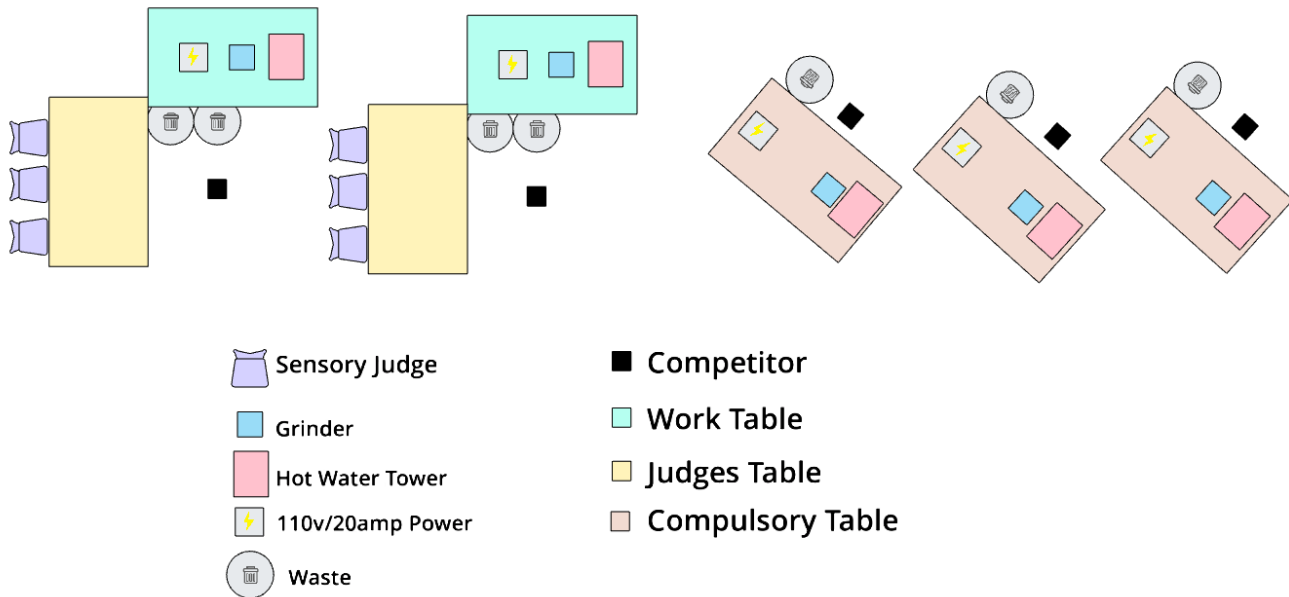 Sensory Judge
Grinder
Hot Water Tower
110v/20amp Power
Waste
Competitor
Work Table
Judges Table
Compulsory Table